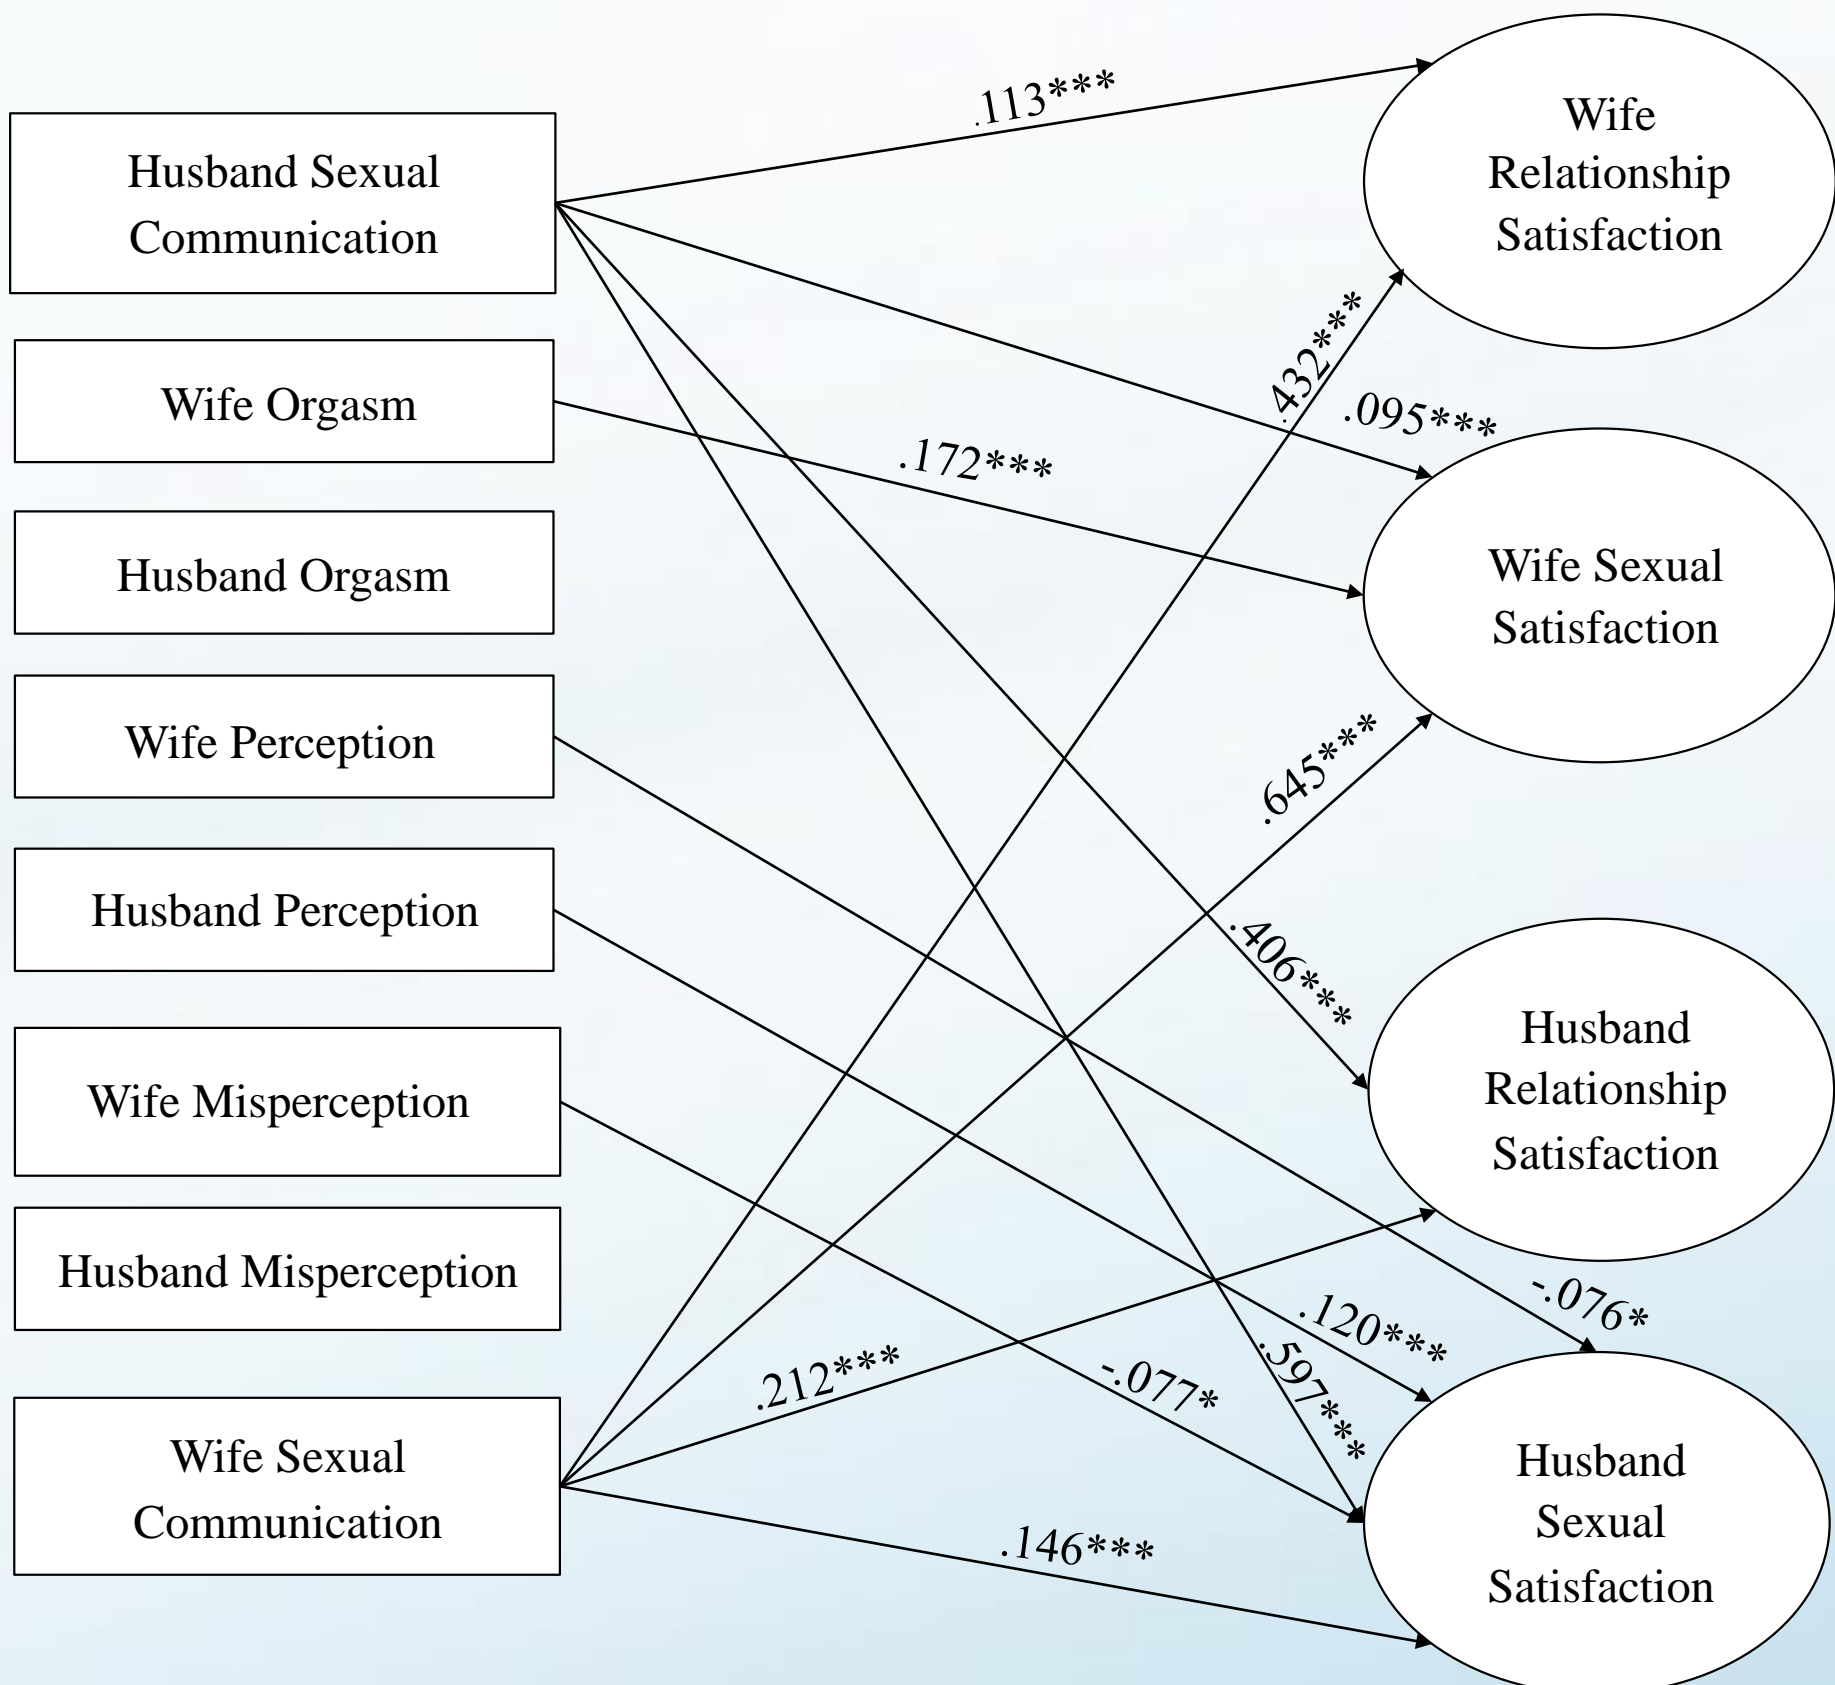 Husband Sexual
Communication
Wife Orgasm
Husband Orgasm
Wife Perception
Husband Perception
Wife Misperception
Husband Misperception
Wife Sexual
Communication
.113***
.432***
.095***
.172***
.645***
.406***
-.076*
.120***
.597***
.212***
-.077*
.146***
Wife
Relationship
Satisfaction
Wife Sexual
Satisfaction
Husband
Relationship
Satisfaction
Husband
Sexual
Satisfaction